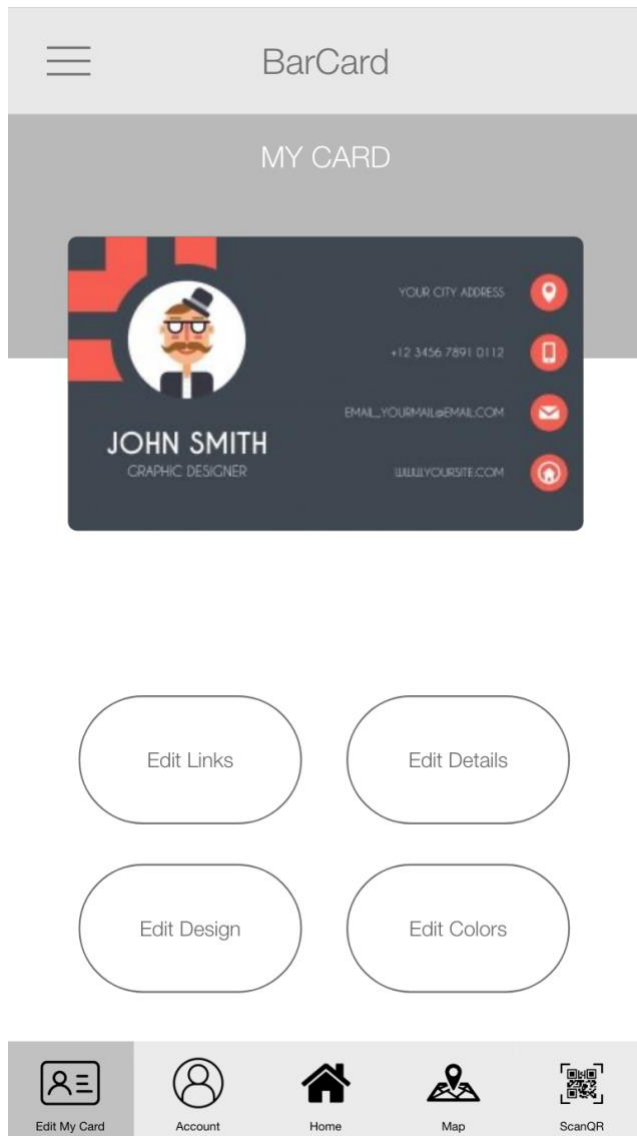 BarCard
MY CARD
YOUR CITY ADDRESS
+12 3456 7891 0112
EMAIL_YOURMAIL@EMAIL.COM
JOHN SMITH
GRAPHIC DESIGNER
WWW.YOURSITE.COM
Edit Links
Edit Details
Edit Design
Edit Colors
Edit My Card
Account
Home
Map
ScanQR